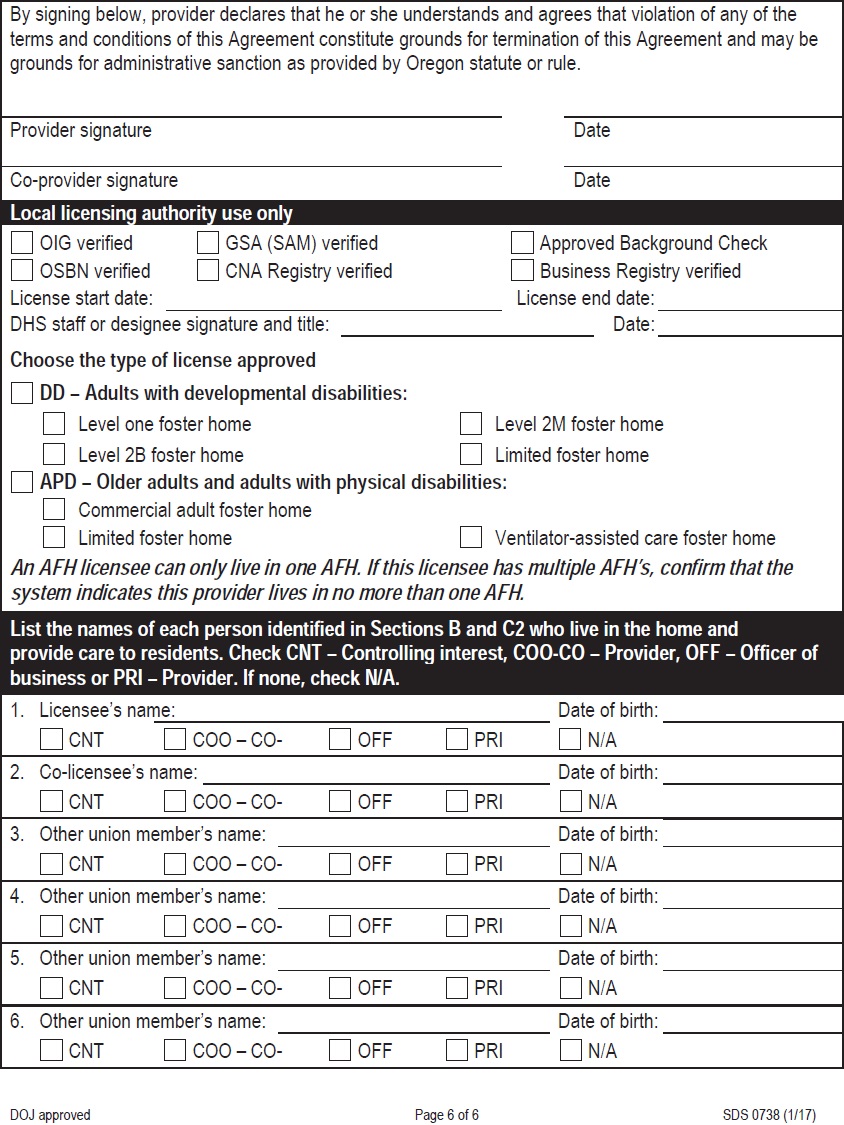 By signing below, provider declares that he or she understands and agrees that violation of any of the
terms and conditions of this Agreement constitute grounds for termination of this Agreement and may be
grounds for administrative sanction as provided by Oregon statute or rule.
Provider signature Date
Co-provider signature Date
Local licensing authority use only
OIG verified GSA (SAM) verified Approved Background Check
OSBN verified CNA Registry verified Business Registry verified
License start date: License end date:
DHS staff or designee signature and title: Date:
Choose the type of license approved
DD – Adults with developmental disabilities:
Level one foster home Level 2M foster home
Level 2B foster home Limited foster home
APD – Older adults and adults with physical disabilities:
Commercial adult foster home
Limited foster home Ventilator-assisted care foster home
An AFH licensee can only live in one AFH. If this licensee has multiple AFH's, confirm that the
system indicates this provider lives in no more than one AFH.
List the names of each person identified in Sections B and C2 who live in the home and
provide care to residents. Check CNT – Controlling interest, COO-CO – Provider, OFF – Officer of
business or PRI – Provider. If none, check N/A.
1. Licensee's name: Date of birth:
CNT COO – CO- OFF PRI N/A
2. Co-licensee's name: Date of birth:
CNT COO – CO- OFF PRI N/A
3. Other union member's name: Date of birth:
CNT COO – CO- OFF PRI N/A
4. Other union member's name: Date of birth:
CNT COO – CO- OFF PRI N/A
5. Other union member's name: Date of birth:
CNT COO – CO- OFF PRI N/A
6. Other union member's name: Date of birth:
CNT COO – CO- OFF PRI N/A
DOJ approved Page 6 of 6 SDS 0738 (1/17)